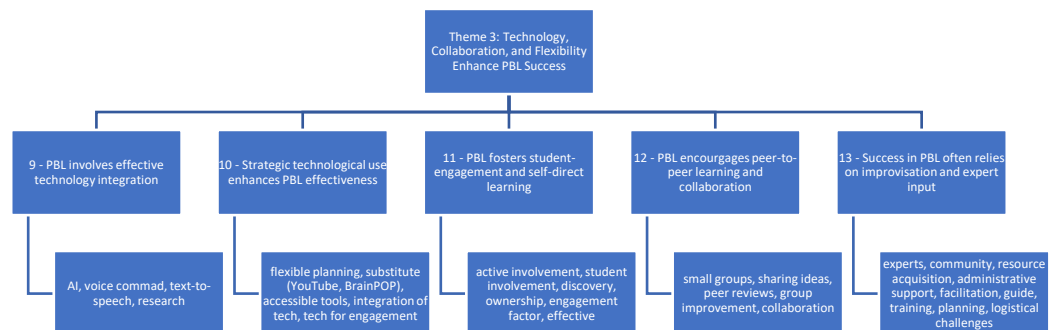 Theme 3: Technology,
Collaboration, and Flexibility
Enhance PBL Success
9 - PBL involves effective
technology integration
10 - Strategic technological use
enhances PBL effectiveness
11 - PBL fosters student-
engagement and self-direct
learning
12 - PBL encourgages peer-to-
peer learning and
collaboration
13 - Success in PBL often relies
on improvisation and expert
input
AI, voice commad, text-to-
speech, research
flexible planning, substitute
(YouTube, BrainPOP),
accessible tools, integration of
tech, tech for engagement
active involvement, student
involvement, discovery,
ownership, engagement
factor, effective
small groups, sharing ideas,
peer reviews, group
improvement, collaboration
experts, community, resource
acquisition, administrative
support, facilitation, guide,
training, planning, logistical
challenges